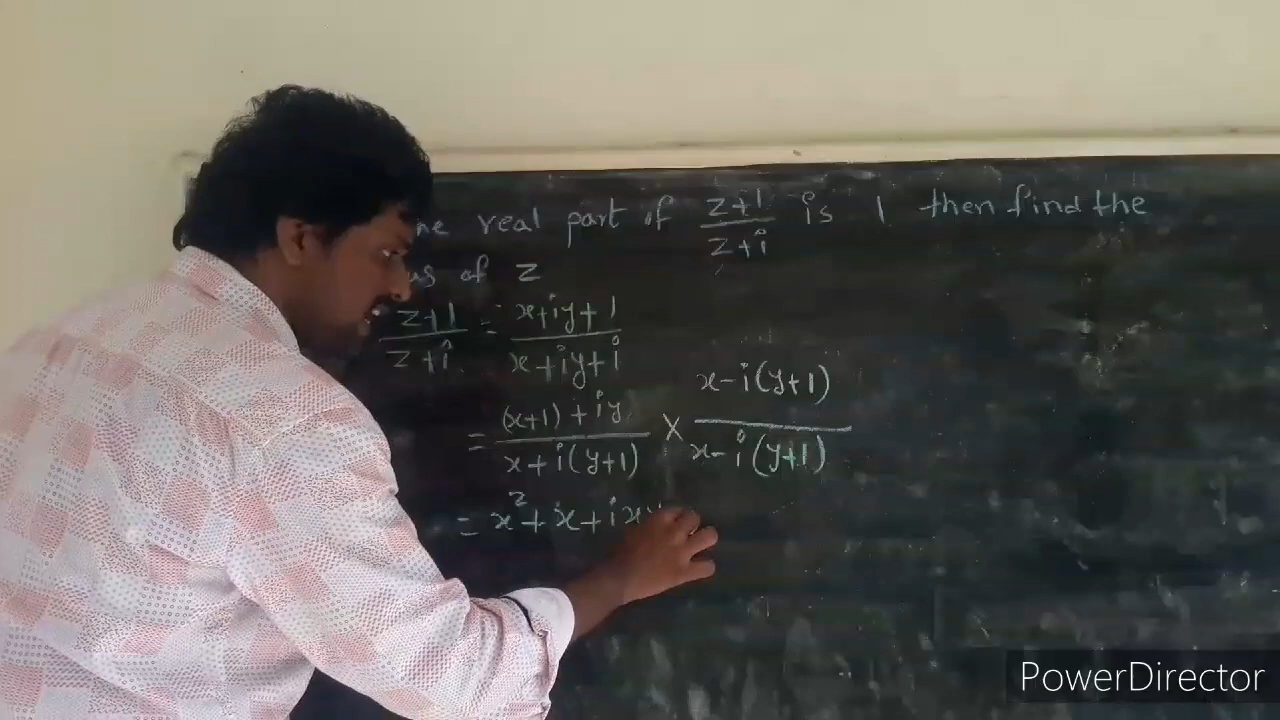 real part of z+1/z+i is 1 then find the
of z
z+1/z+i = x+iy+1/x+iy+i
= (x+1)+iy/x+i(y+1) × x-i(y+1)/x-i(y+1)
= x²+x+ixy
PowerDirector